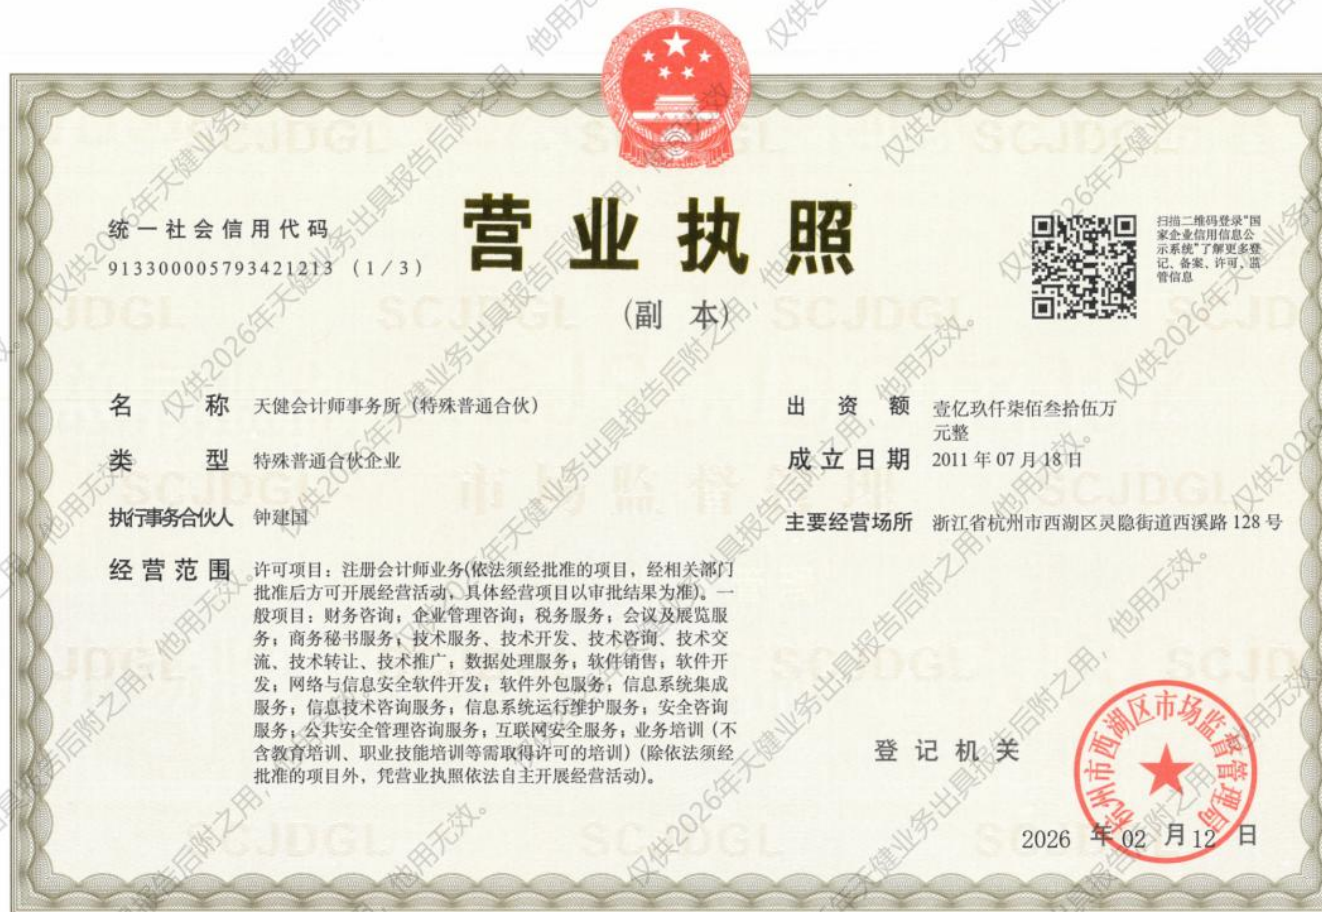 营业执照
(副 本)
统一社会信用代码
913300005793421213 (1/3)
扫描二维码登录"国
家企业信用信息公
示系统"了解更多登
记、备案、许可、监
管信息
名 称 天健会计师事务所（特殊普通合伙）
类 型 特殊普通合伙企业
执行事务合伙人 钟建国
经营范围 许可项目：注册会计师业务(依法须经批准的项目，经相关部门
批准后方可开展经营活动，具体经营项目以审批结果为准)。一
般项目：财务咨询；企业管理咨询；税务服务；会议及展览服
务；商务秘书服务；技术服务、技术开发、技术咨询、技术交
流、技术转让、技术推广；数据处理服务；软件销售；软件开
发；网络与信息安全软件开发；软件外包服务；信息系统集成
服务；信息技术咨询服务；信息系统运行维护服务；安全咨询
服务；公共安全管理咨询服务；互联网安全服务；业务培训（不
含教育培训、职业技能培训等需取得许可的培训）(除依法须经
批准的项目外，凭营业执照依法自主开展经营活动)。
出 资 额 壹亿玖仟柒佰叁拾伍万
元整
成立日期 2011 年 07 月 18 日
主要经营场所 浙江省杭州市西湖区灵隐街道西溪路 128 号
登记机关
杭州市西湖区市场监督管理局
2026 年 02 月 12 日
仅供2026年天健业务出具报告后附之用，他用无效。
SCJDGL
市场监督管理